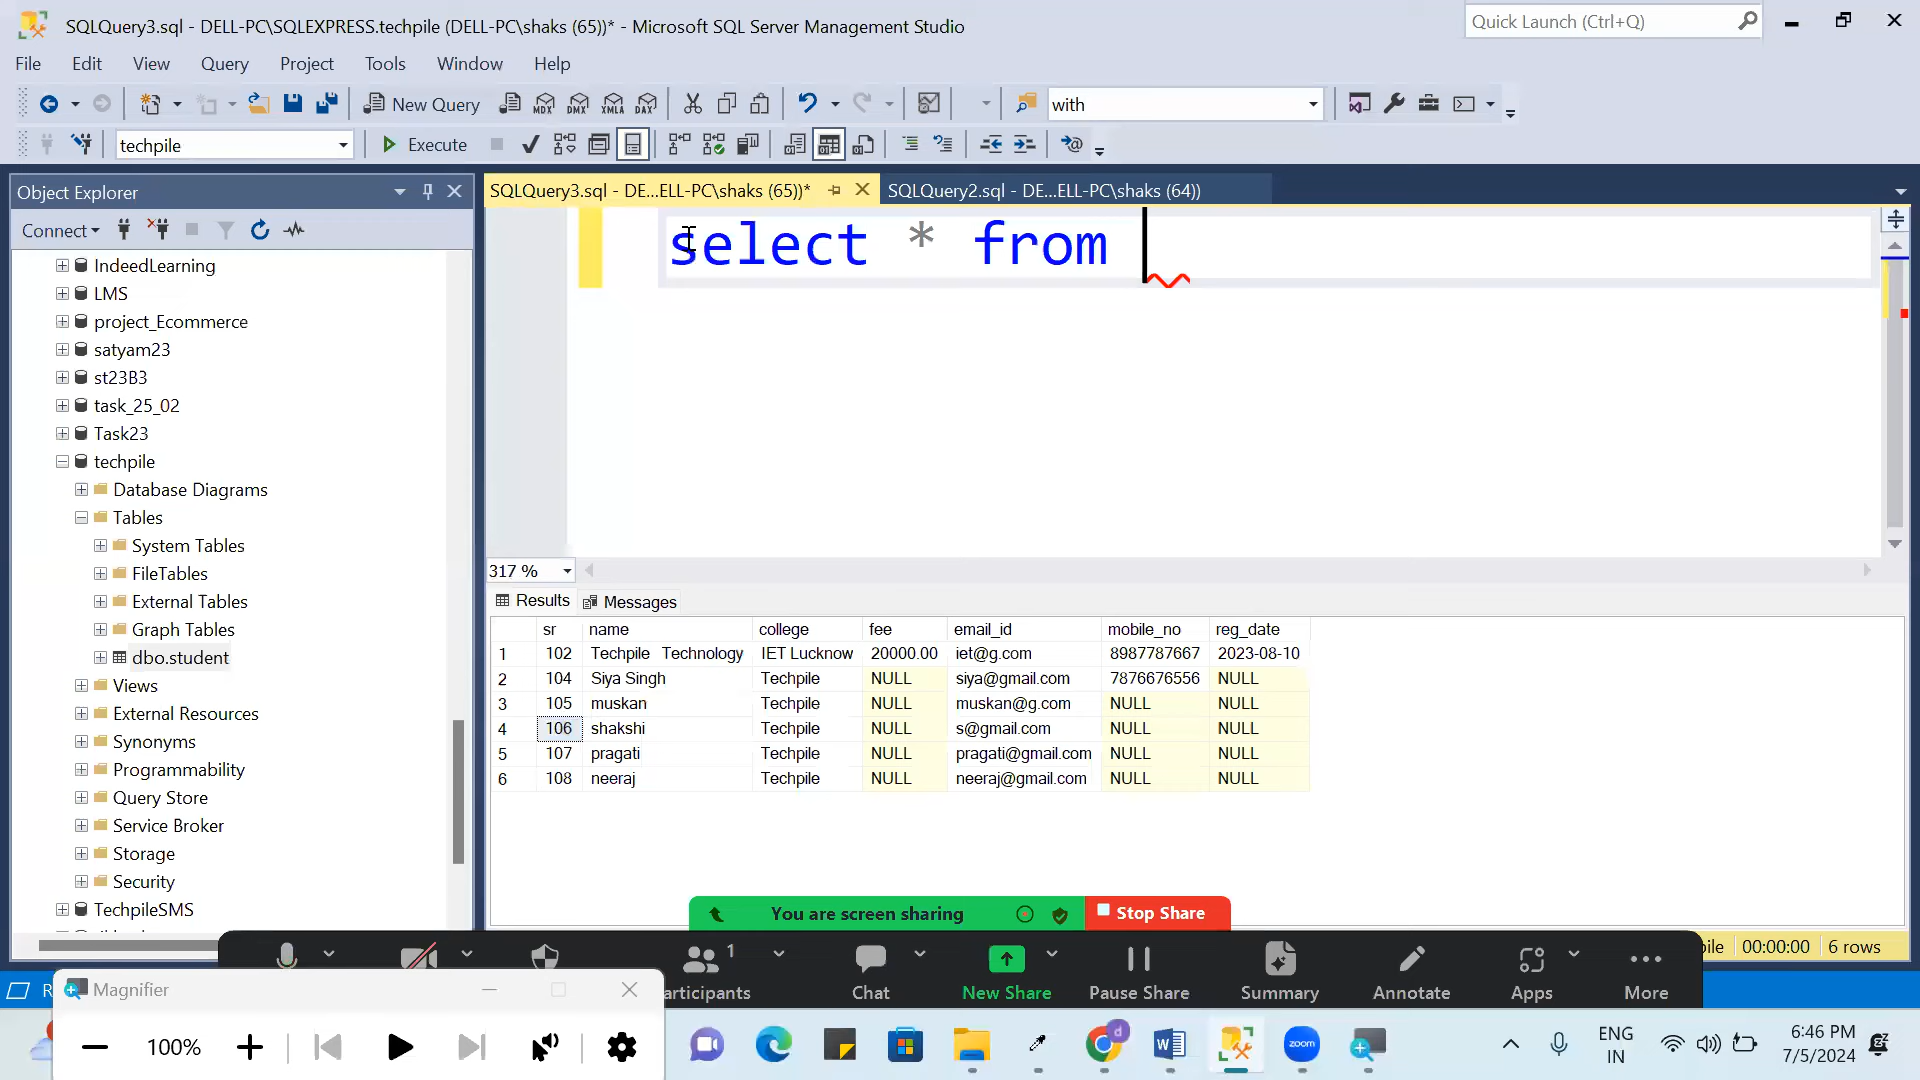 SQLQuery3.sql - DELL-PC\SQLEXPRESS.techpile (DELL-PC\shaks (65))* - Microsoft SQL Server Management Studio
Quick Launch (Ctrl+Q)
File Edit View Query Project Tools Window Help
New Query MDX DMX XMLA DAX with
techpile Execute
Object Explorer
SQLQuery3.sql - DE...ELL-PC\shaks (65))* SQLQuery2.sql - DE...ELL-PC\shaks (64))
Connect
select * from
IndeedLearning
LMS
project_Ecommerce
satyam23
st23B3
task_25_02
Task23
techpile
Database Diagrams
Tables
System Tables
FileTables
External Tables
Graph Tables
dbo.student
Views
External Resources
Synonyms
Programmability
Query Store
Service Broker
Storage
Security
TechpileSMS
317 %
Results Messages
sr name college fee email_id mobile_no reg_date
1 102 Techpile Technology IET Lucknow 20000.00 iet@g.com 8987787667 2023-08-10
2 104 Siya Singh Techpile NULL siya@gmail.com 7876676556 NULL
3 105 muskan Techpile NULL muskan@g.com NULL NULL
4 106 shakshi Techpile NULL s@gmail.com NULL NULL
5 107 pragati Techpile NULL pragati@gmail.com NULL NULL
6 108 neeraj Techpile NULL neeraj@gmail.com NULL NULL
You are screen sharing Stop Share
pile 00:00:00 6 rows
1
articipants Chat New Share Pause Share Summary Annotate Apps More
R
Magnifier
100%
d
zoom
ENG
IN
6:46 PM
7/5/2024